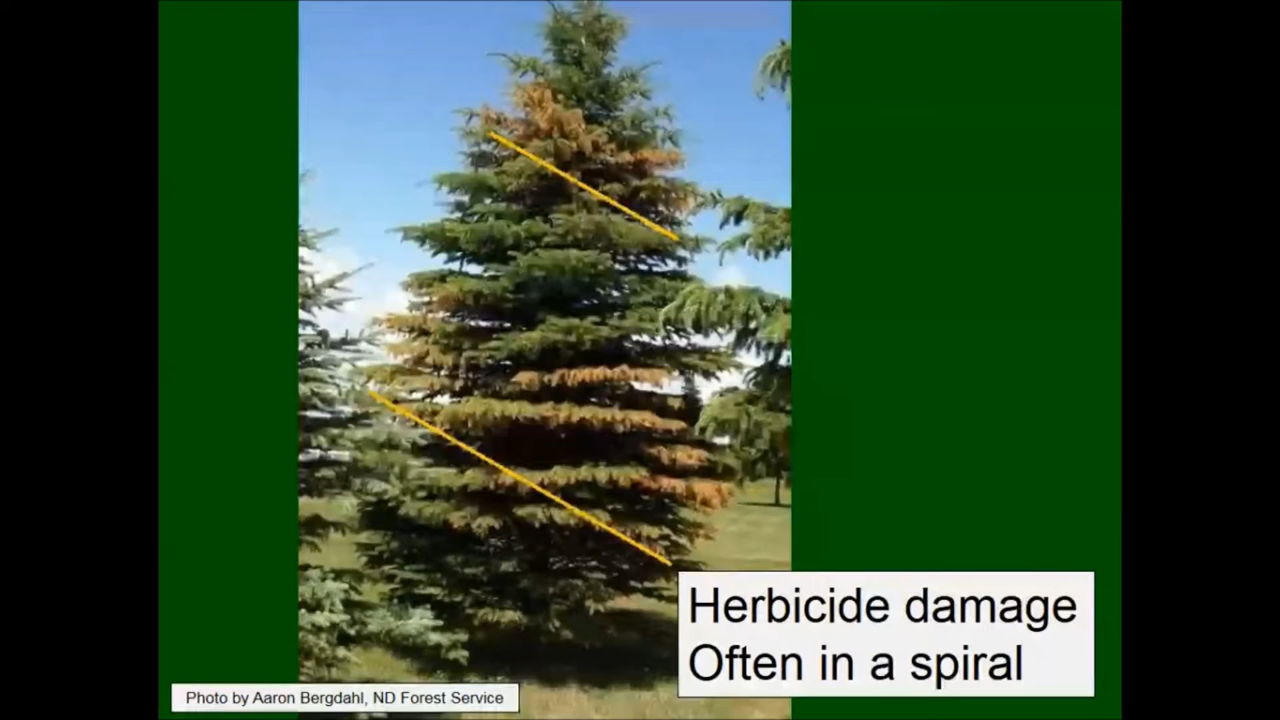 Herbicide damage
Often in a spiral
Photo by Aaron Bergdahl, ND Forest Service